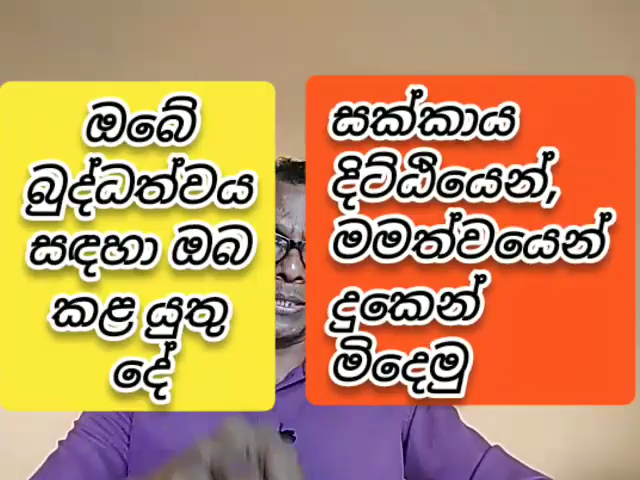 ඔබේ
බුද්ධත්වය
සඳහා ඔබ
කළ යුතු
දේ
සක්කාය
දිට්ඨියෙන්,
මමත්වයෙන්
දුකෙන්
මිදෙමු